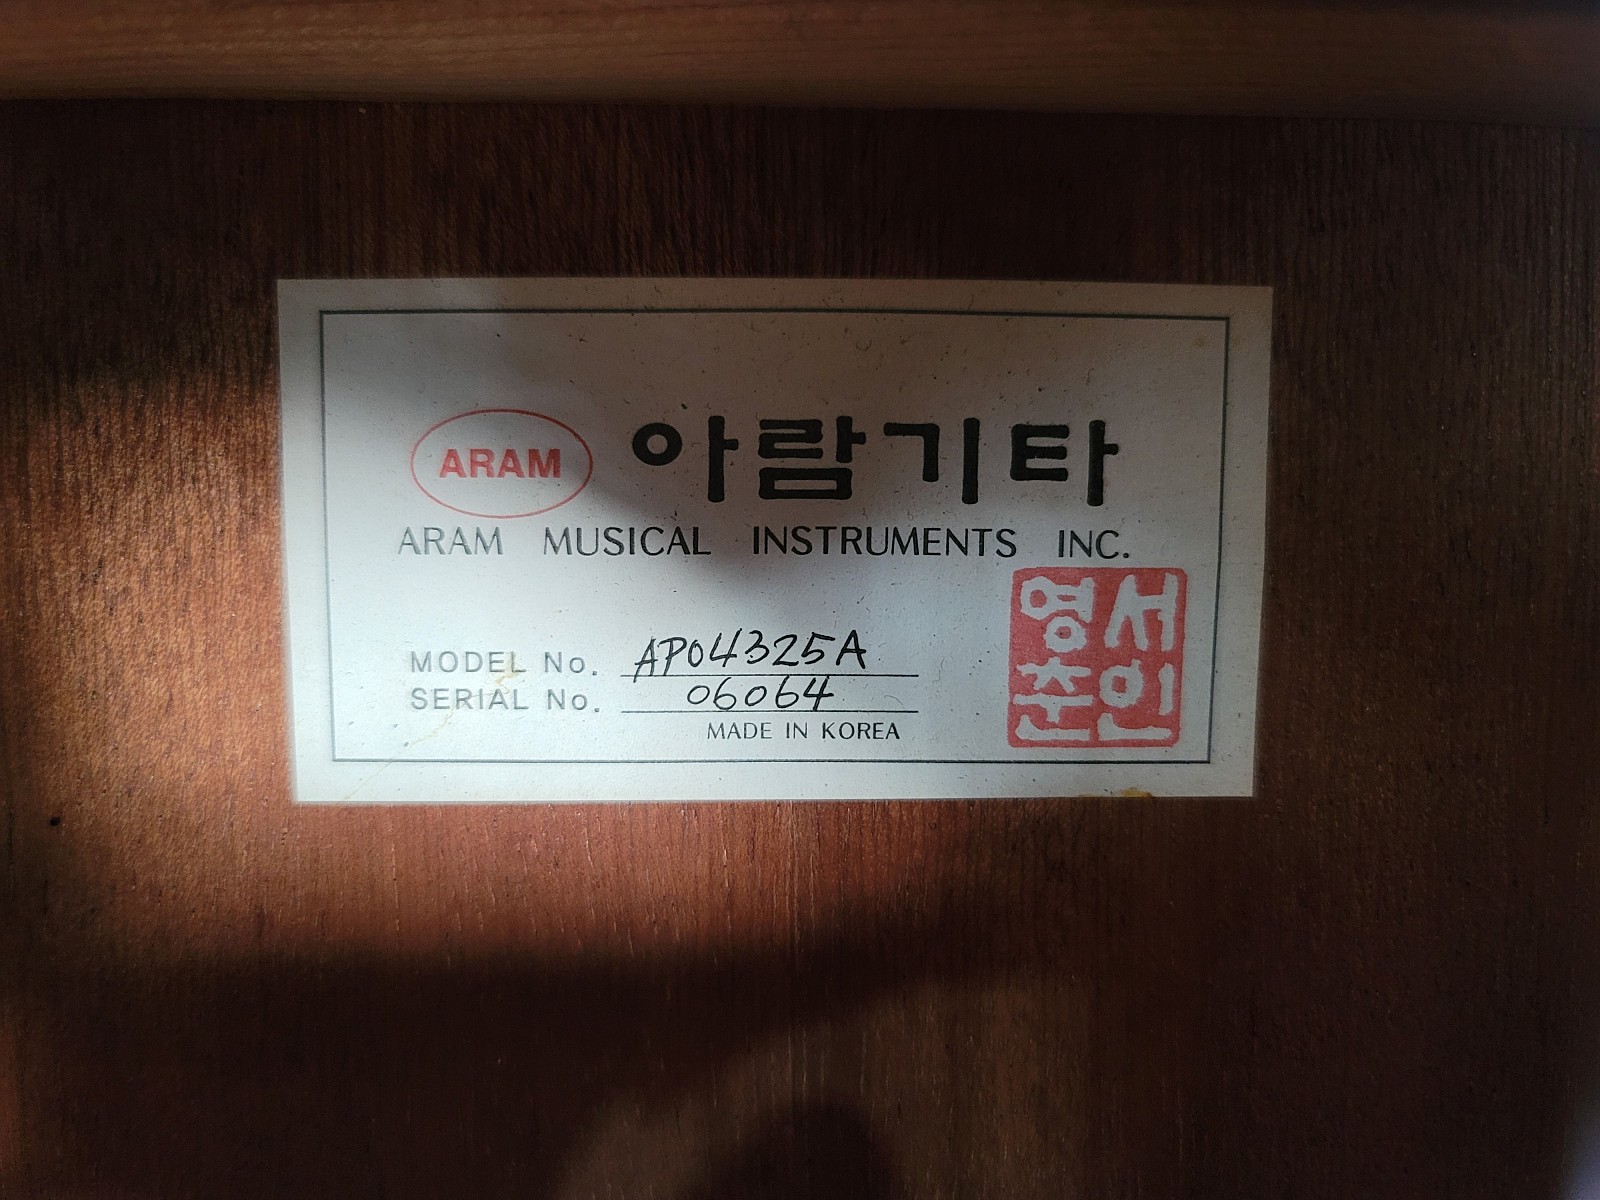 ARAM 아람기타
ARAM MUSICAL INSTRUMENTS INC.
영서
준인
MODEL No. AP04325A
SERIAL No. 06064
MADE IN KOREA